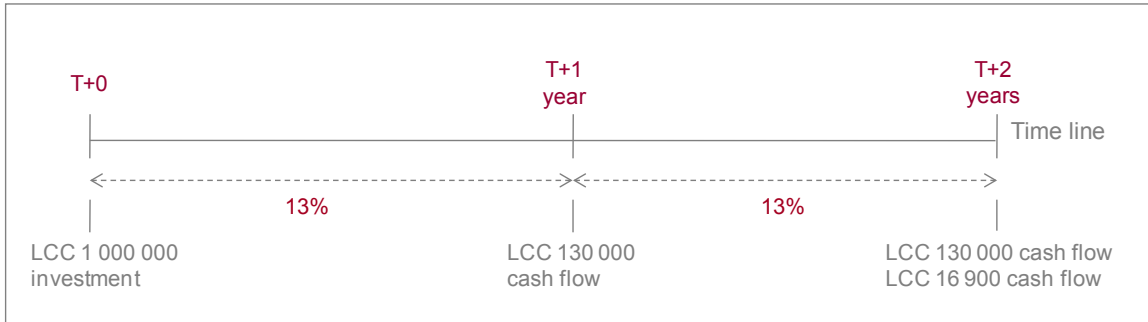 T+0
T+1
year
T+2
years
Time line
13%
13%
LCC 1 000 000
investment
LCC 130 000
cash flow
LCC 130 000 cash flow
LCC 16 900 cash flow